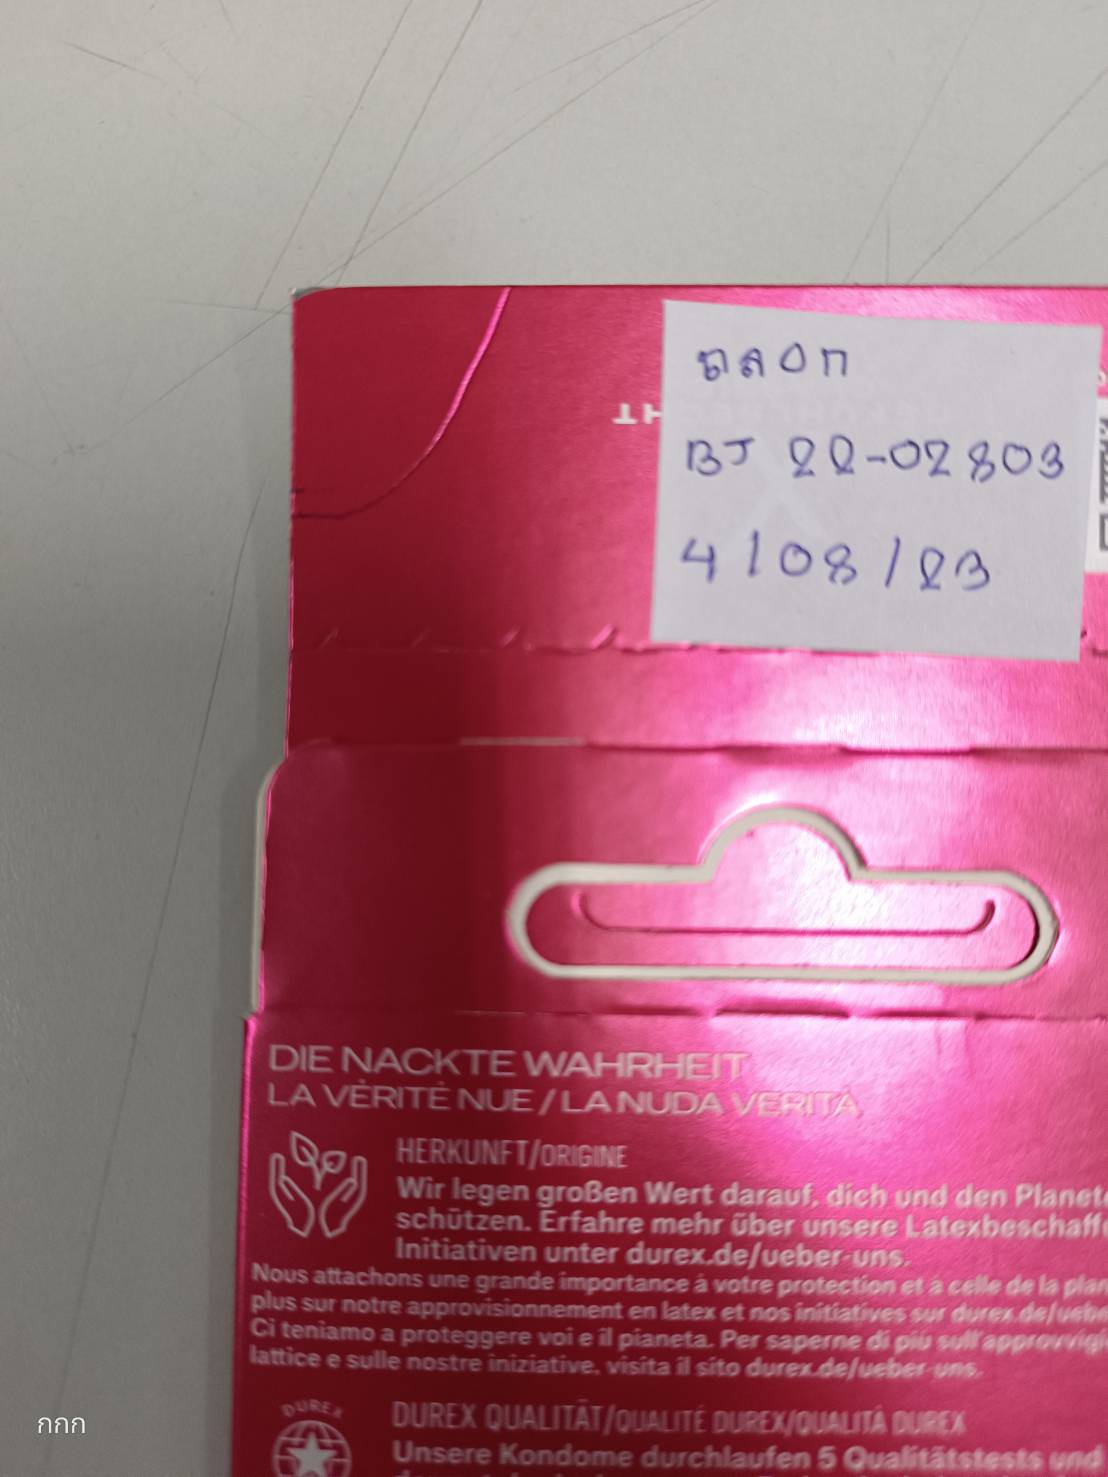 ฅลอก
BJ 22-02803
4/08/23
DIE NACKTE WAHRHEIT
LA VÉRITÉ NUE / LA NUDA VERITÀ
HERKUNFT/ORIGINE
Wir legen großen Wert darauf, dich und den
schützen. Erfahre mehr über unsere
Initiativen unter durex.de/ueber-uns.
Nous attachons une grande importance à votre protection et à celle de la
plus sur notre approvisionnement en latex et nos initiatives sur
Ci teniamo a proteggere voi e il pianeta. Per saperne di più
lattice e sulle nostre iniziative, visita il sito durex.de/ueber-uns.
DUREX
DUREX QUALITÄT/QUALITÉ DUREX/QUALITÀ DUREX
Unsere Kondome durchlaufen 5 Qualitätstests und
กกก